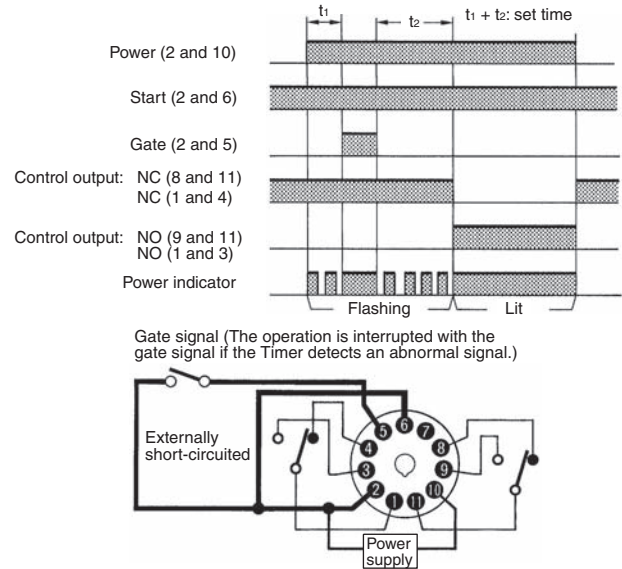 t1
t2
t1 + t2: set time
Power (2 and 10)
Start (2 and 6)
Gate (2 and 5)
Control output: NC (8 and 11)
NC (1 and 4)
Control output: NO (9 and 11)
NO (1 and 3)
Power indicator
Flashing
Lit
Gate signal (The operation is interrupted with the
gate signal if the Timer detects an abnormal signal.)
Externally
short-circuited
5
6
7
4
8
3
9
2
10
1
11
Power
supply